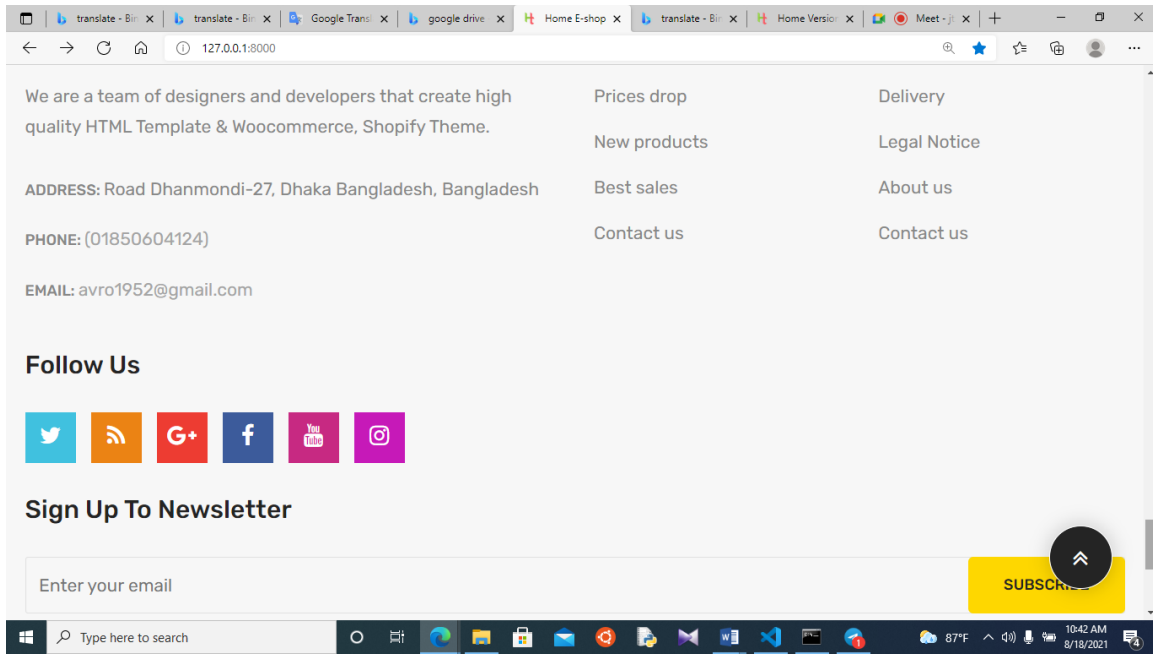 translate - Bin
translate - Bin
Google Transl
google drive
Home E-shop
translate - Bin
Home Version
Meet - jt
127.0.0.1:8000
We are a team of designers and developers that create high
quality HTML Template & Woocommerce, Shopify Theme.
ADDRESS: Road Dhanmondi-27, Dhaka Bangladesh, Bangladesh
PHONE: (01850604124)
EMAIL: avro1952@gmail.com
Prices drop
New products
Best sales
Contact us
Delivery
Legal Notice
About us
Contact us
Follow Us
G+
You
Tube
Sign Up To Newsletter
Enter your email
SUBSCRIBE
Type here to search
87°F
10:42 AM
8/18/2021
4